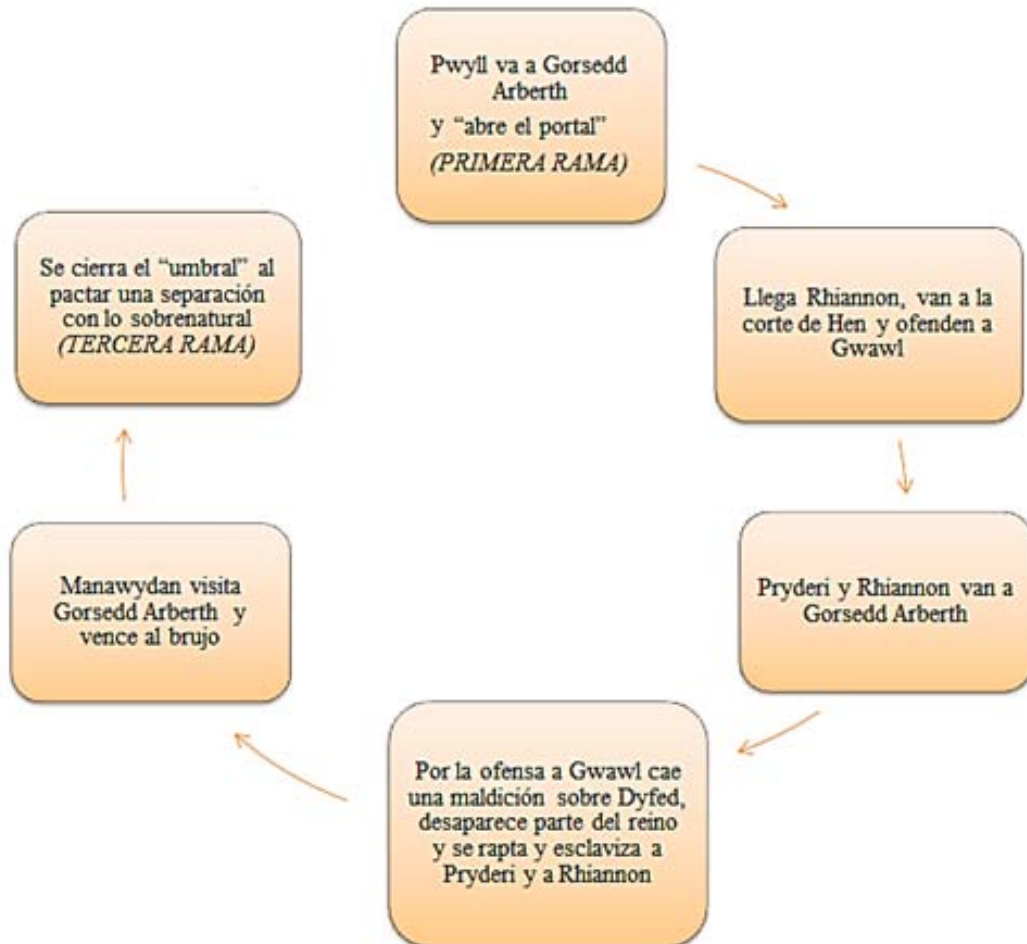 Pwyll va a Gorsedd
Arberth
y “abre el portal”
(PRIMERA RAMA)
Llega Rhiannon, van a la
corte de Hen y ofenden a
Gwawl
Pryderi y Rhiannon van a
Gorsedd Arberth
Por la ofensa a Gwawl cae
una maldición sobre Dyfed,
desaparece parte del reino
y se rapta y esclaviza a
Pryderi y a Rhiannon
Manawydan visita
Gorsedd Arberth y
vence al brujo
Se cierra el “umbral” al
pactar una separación
con lo sobrenatural
(TERCERA RAMA)